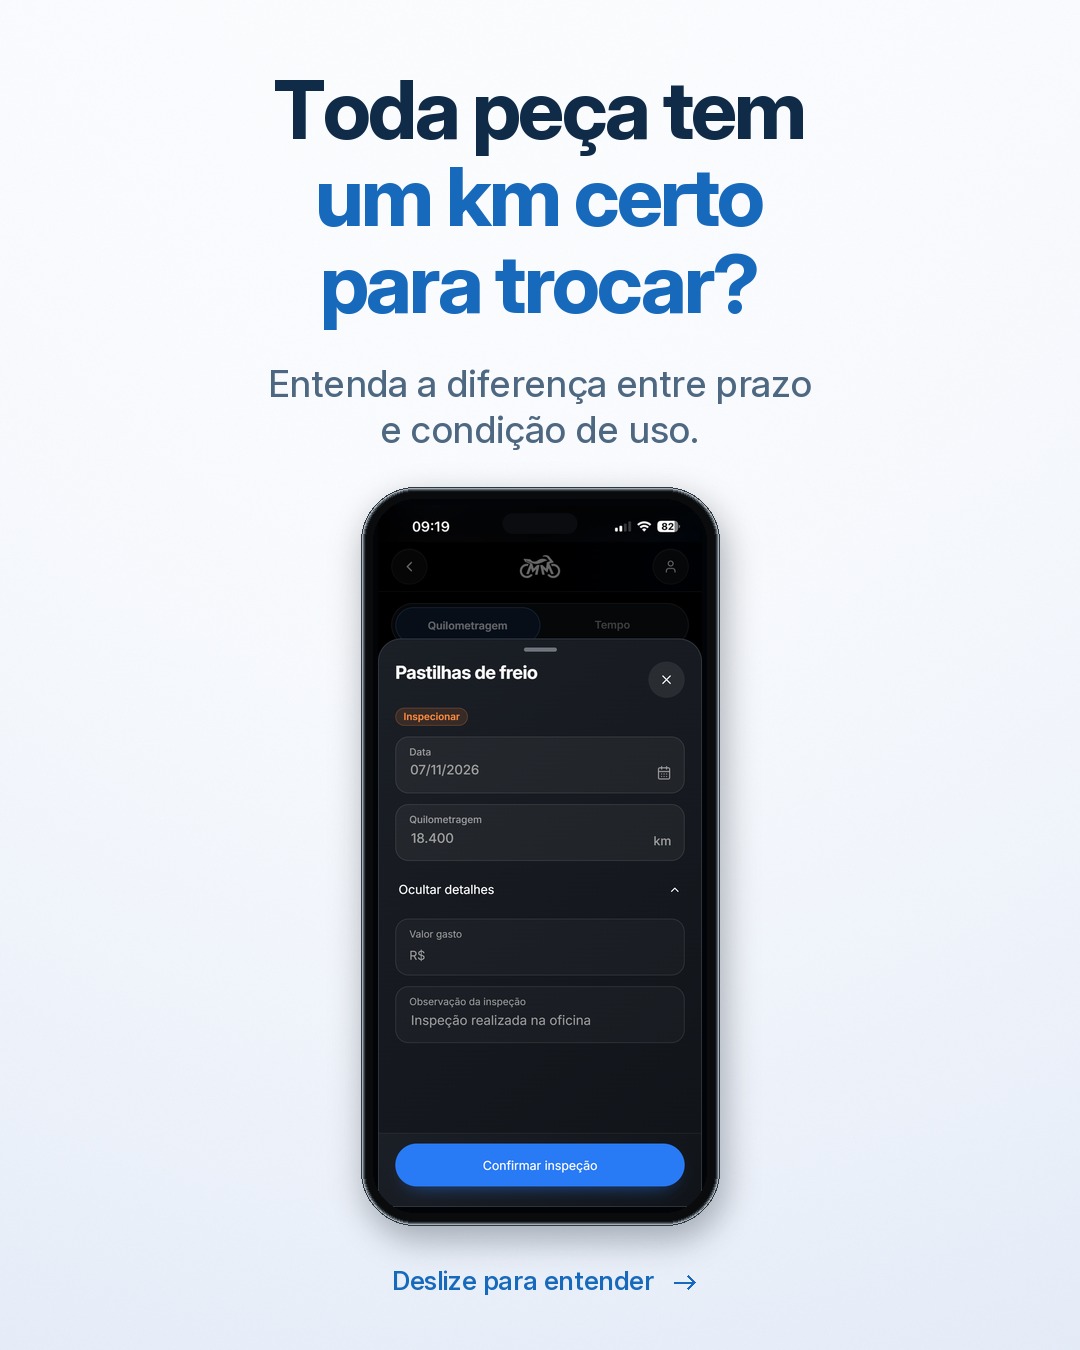 Toda peça tem
um km certo
para trocar?
Entenda a diferença entre prazo
e condição de uso.
09:19
82
MM
Quilometragem
Tempo
Pastilhas de freio
Inspecionar
Data
07/11/2026
Quilometragem
18.400
km
Ocultar detalhes
Valor gasto
R$
Observação da inspeção
Inspeção realizada na oficina
Confirmar inspeção
Deslize para entender →